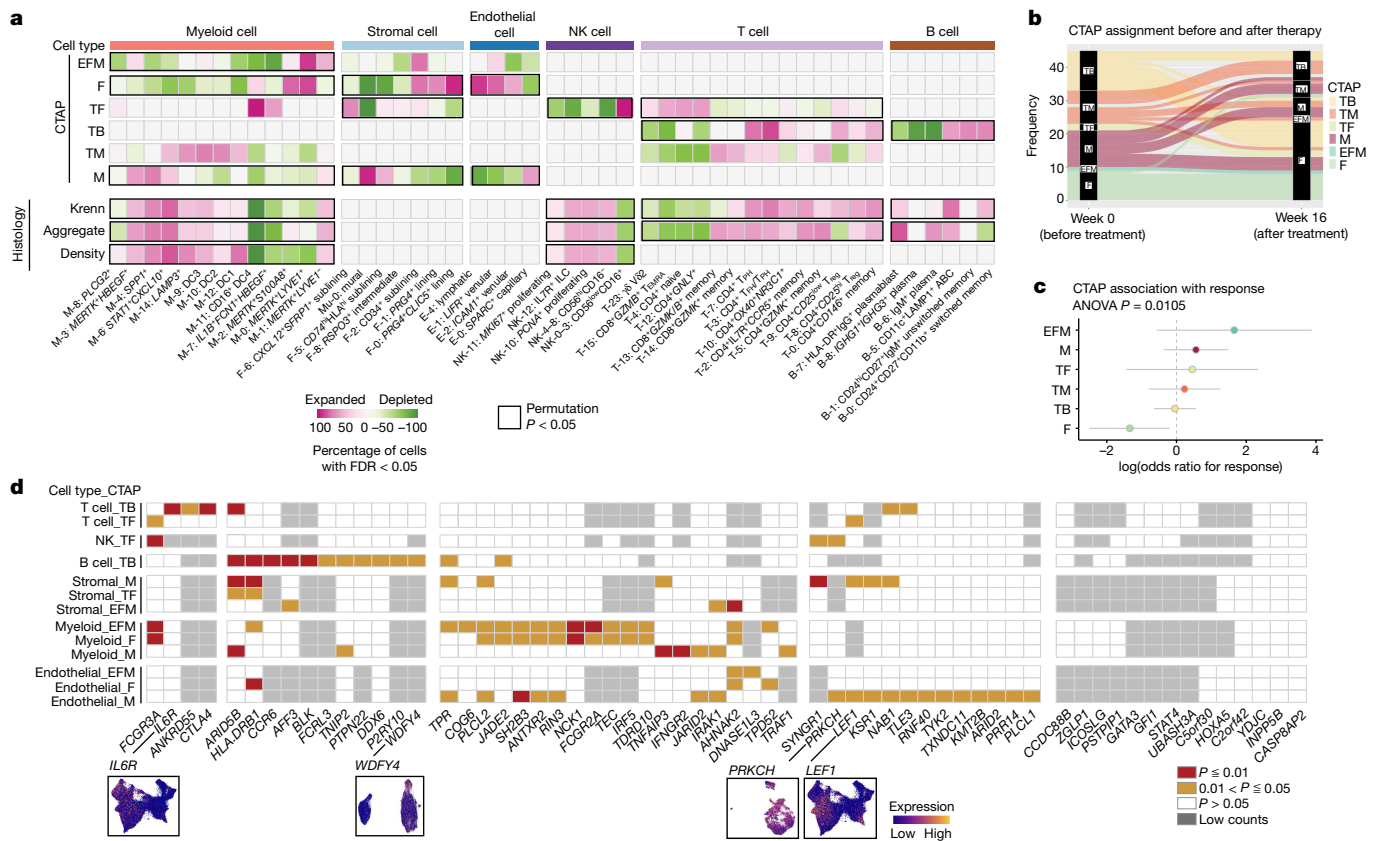 a
Myeloid cell
Stromal cell
Endothelial
cell
NK cell
T cell
B cell
Cell type
CTAP
EFM
F
TF
TB
TM
M
Histology
Krenn
Aggregate
Density
M-8: PLCG2+
M-3: MERTK+HBEGF+
M-4: SPP1+
M-6: STAT1+CXCL10+
M-14: LAMP3+
M-9: DC3
M-10: DC2
M-12: DC1
M-11: CD16+ DC4
M-7: IL1B+FCN1+HBEGF+
M-2: MERTK+S100A8+
M-0: MERTK+LYVE1+
M-1: MERTK+LYVE1−
F-6: CXCL12+SFRP1+ sublining
Mu-0: mural
F-5: CD74hiHLAhi sublining
F-8: RSPO3+ intermediate
F-2: CD34+ sublining
F-1: PRG4+ lining
F-0: PRG4+CLIC5+ lining
E-4: lymphatic
E-1: LIFR+ venular
E-2: ICAM1+ venular
E-0: SPARC+ capillary
NK-11: MKI67+ proliferating
NK-12: IL7R+ ILC
NK-10: PCNA+ proliferating
NK-4–8: CD56hiCD16−
NK-0–3: CD56lowCD16+
T-23: γδ Vδ2
T-15: CD8+GZMB+ TEMRA
T-4: CD4+ naive
T-12: CD4+GNLY+
T-13: CD8+GZMK/B+ memory
T-14: CD8+GZMK+ memory
T-7: CD4+ TPH
T-3: CD4+ TFH/TPH
T-10: CD4+OX40+NR3C1+
T-2: CD4+IL7R+CCR5+ memory
T-5: CD4+GZMK+ memory
T-9: CD4+CD25low Treg
T-8: CD4+CD25hi Treg
T-0: CD4+CD146+ memory
B-7: HLA-DR+IgG+ plasmablast
B-8: IGHG1+IGHG3+ plasma
B-6: IgM+ plasma
B-5: CD11c+LAMP1+ ABC
B-1: CD24hiCD27+IgM+ unswitched memory
B-0: CD24+CD27+CD11b+ switched memory
Expanded Depleted
100 50 0 −50 −100
Percentage of cells
with FDR < 0.05
Permutation
P < 0.05
b
CTAP assignment before and after therapy
Frequency
40
30
20
10
0
TB
TM
TF
M
EFM
F
TB
TM
M
EFM
F
Week 0
(before treatment)
Week 16
(after treatment)
CTAP
TB
TM
TF
M
EFM
F
c
CTAP association with response
ANOVA P = 0.0105
EFM
M
TF
TM
TB
F
−2 0 2 4
log(odds ratio for response)
d
Cell type_CTAP
T cell_TB
T cell_TF
NK_TF
B cell_TB
Stromal_M
Stromal_TF
Stromal_EFM
Myeloid_EFM
Myeloid_F
Myeloid_M
Endothelial_EFM
Endothelial_F
Endothelial_M
FCGR3A
IL6R
ANKRD55
CTLA4
ARID5B
HLA.DRB1
CCR6
AFF3
BLK
FCRL3
TNIP2
PTPN22
DDX6
P2RY10
WDFY4
TPR
COG6
PLCL2
JADE2
SH2B3
ANTXR2
RIN3
NCK1
FCGR2A
IRF5
TDRD10
TNFAIP3
IFNGR2
JARID2
IRAK1
AHNAK2
DNASE1L3
TPD52
TRAF1
SYNGR1
PRKCH
LEF1
KSR1
NAB1
TLE3
RNF40
TYK2
TXNDC11
KMT2B
ARID2
PRR14
PLCL1
CCDC88B
ZGLP1
ICOSLG
PSTPIP1
GATA3
GFI1
STAT4
UBASH3A
C5orf30
HOXA5
C2orf42
YDJC
INPP5B
CASP8AP2
IL6R
WDFY4
PRKCH
LEF1
Expression
Low High
P ≦ 0.01
0.01 < P ≦ 0.05
P > 0.05
Low counts